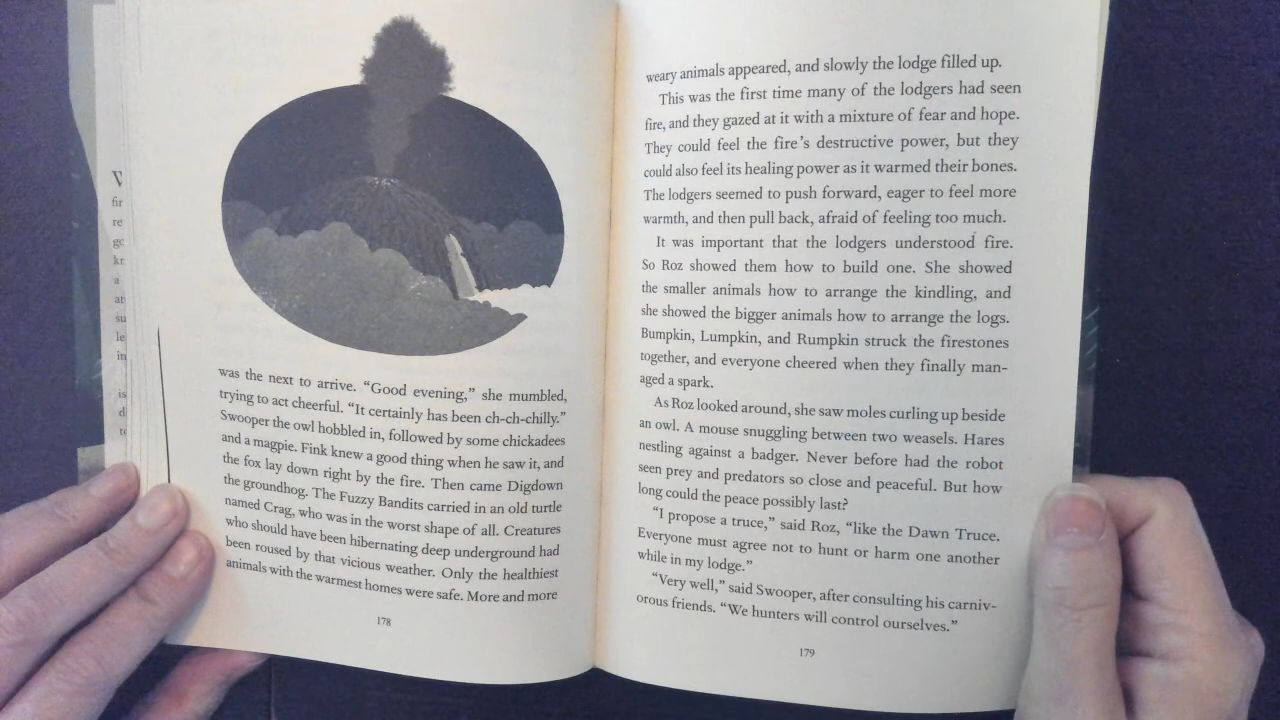 was the next to arrive. “Good evening,” she mumbled,
trying to act cheerful. “It certainly has been ch-ch-chilly.”
Swooper the owl hobbled in, followed by some chickadees
and a magpie. Fink knew a good thing when he saw it, and
the fox lay down right by the fire. Then came Digdown
the groundhog. The Fuzzy Bandits carried in an old turtle
named Crag, who was in the worst shape of all. Creatures
who should have been hibernating deep underground had
been roused by that vicious weather. Only the healthiest
animals with the warmest homes were safe. More and more
178
weary animals appeared, and slowly the lodge filled up.
This was the first time many of the lodgers had seen
fire, and they gazed at it with a mixture of fear and hope.
They could feel the fire’s destructive power, but they
could also feel its healing power as it warmed their bones.
The lodgers seemed to push forward, eager to feel more
warmth, and then pull back, afraid of feeling too much.
It was important that the lodgers understood fire.
So Roz showed them how to build one. She showed
the smaller animals how to arrange the kindling, and
she showed the bigger animals how to arrange the logs.
Bumpkin, Lumpkin, and Rumpkin struck the firestones
together, and everyone cheered when they finally man-
aged a spark.
As Roz looked around, she saw moles curling up beside
an owl. A mouse snuggling between two weasels. Hares
nestling against a badger. Never before had the robot
seen prey and predators so close and peaceful. But how
long could the peace possibly last?
“I propose a truce,” said Roz, “like the Dawn Truce.
Everyone must agree not to hunt or harm one another
while in my lodge.”
“Very well,” said Swooper, after consulting his carniv-
orous friends. “We hunters will control ourselves.”
179